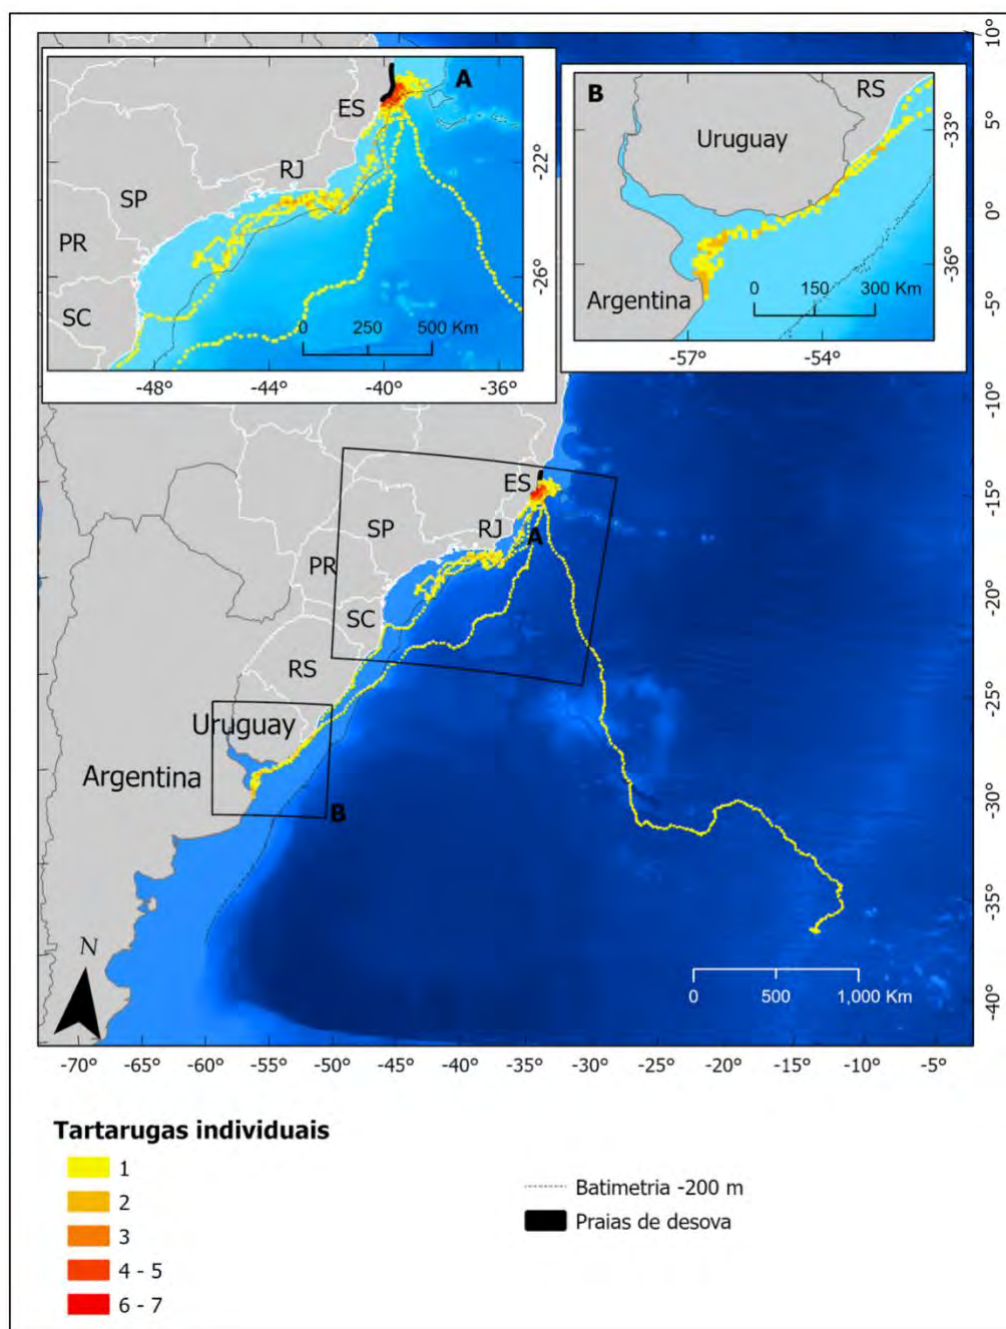 A
ES
RJ
SP
PR
SC
-22°
-26°
0 250 500 Km
-48° -44° -40° -36°
B
RS
Uruguay
Argentina
-33°
-36°
0 150 300 Km
-57° -54°
10°
5°
0°
-5°
-10°
-15°
-20°
-25°
-30°
-35°
-40°
ES
SP
RJ
A
PR
SC
RS
Uruguay
Argentina
B
N
0 500 1,000 Km
-70° -65° -60° -55° -50° -45° -40° -35° -30° -25° -20° -15° -10° -5°
Tartarugas individuais
1
2
3
4 - 5
6 - 7
Batimetria -200 m
Praias de desova